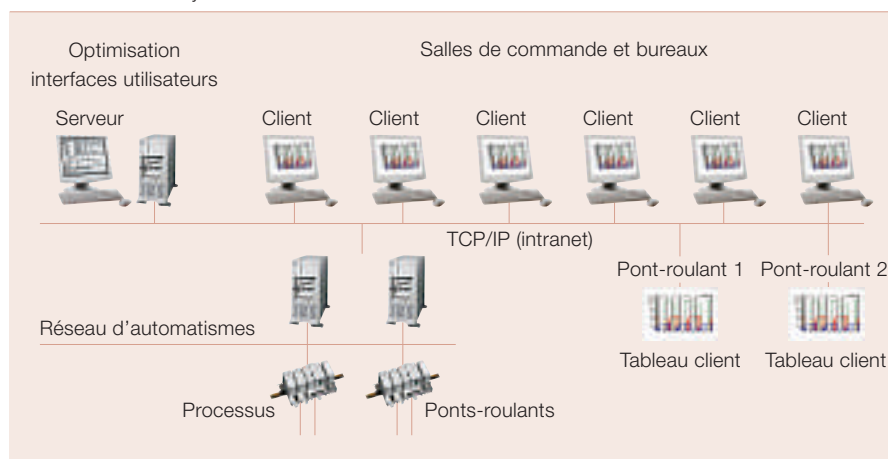 Optimisation
interfaces utilisateurs
Salles de commande et bureaux
Serveur
Client
Client
Client
Client
Client
Client
TCP/IP (intranet)
Pont-roulant 1
Pont-roulant 2
Réseau d'automatismes
Tableau client
Tableau client
Processus
Ponts-roulants